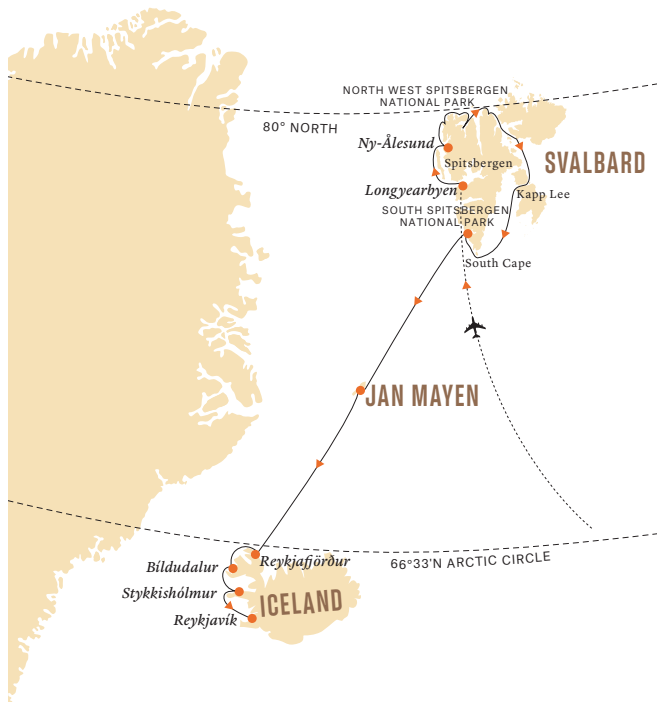 NORTH WEST SPITSBERGEN
NATIONAL PARK
80° NORTH
Ny-Ålesund
Spitsbergen
SVALBARD
Longyearbyen
Kapp Lee
SOUTH SPITSBERGEN
NATIONAL PARK
South Cape
JAN MAYEN
Reykjafjörður
66°33'N ARCTIC CIRCLE
Bíldudalur
Stykkishólmur
ICELAND
Reykjavík